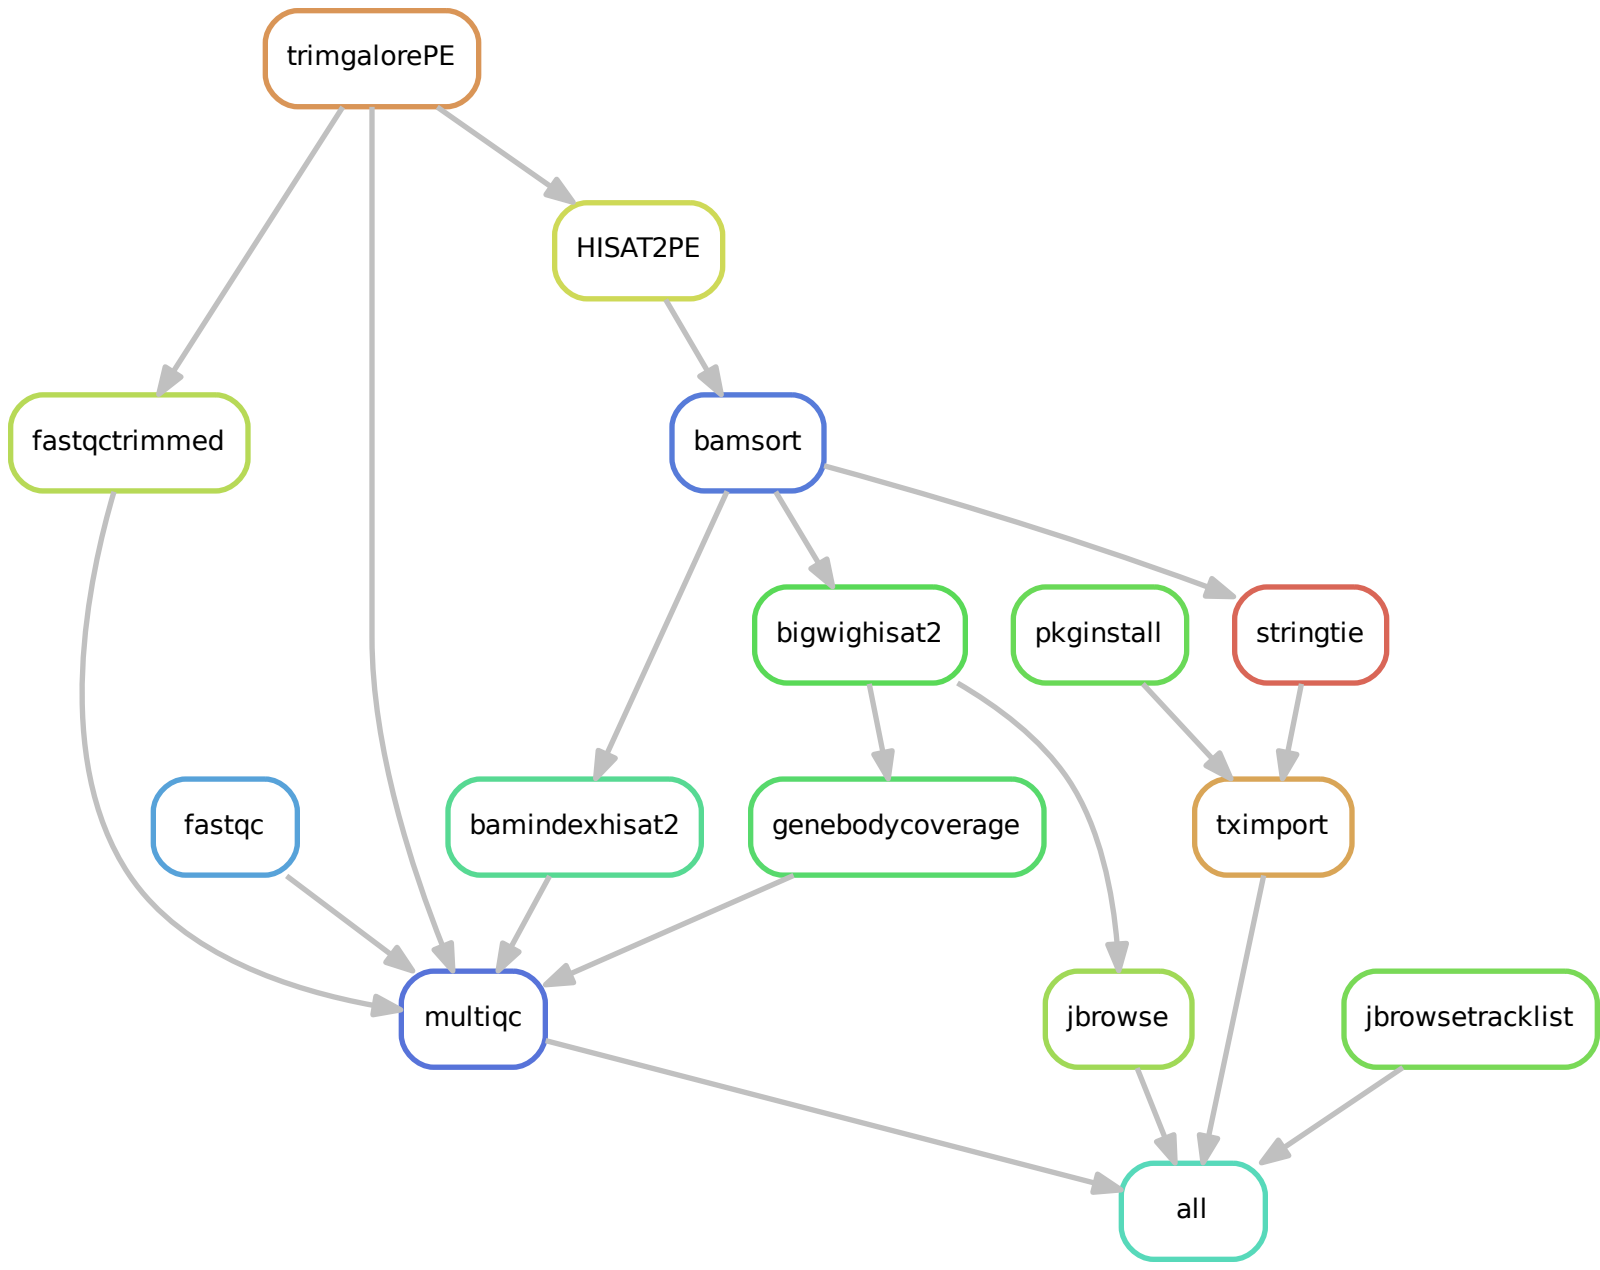 trimgalorePE
HISAT2PE
fastqctrimmed
bamsort
bigwighisat2
pkginstall
stringtie
fastqc
bamindexhisat2
genebodycoverage
tximport
multiqc
jbrowse
jbrowsetracklist
all